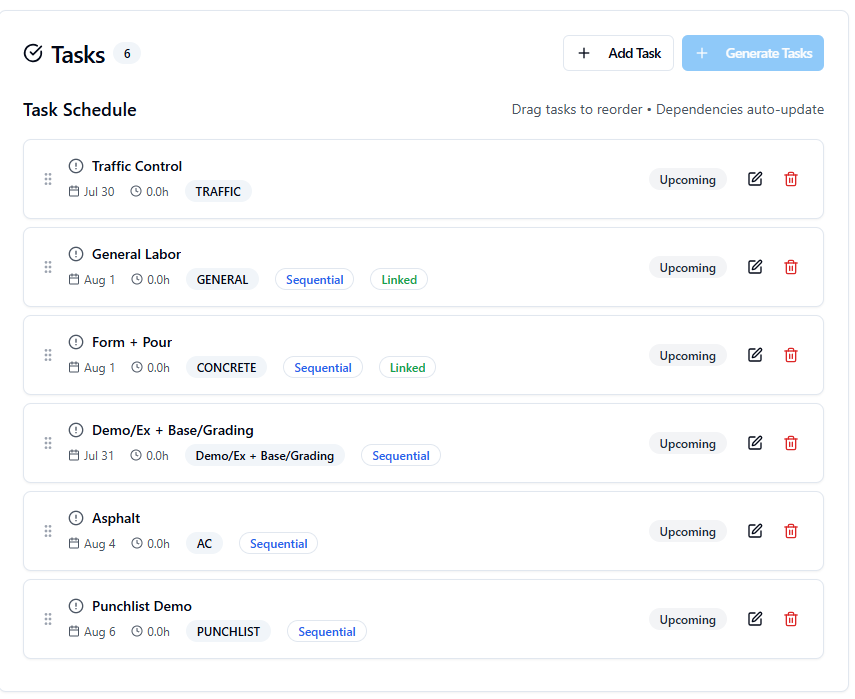 Tasks 6 Add Task Generate Tasks
Task Schedule Drag tasks to reorder • Dependencies auto-update
Traffic Control
Jul 30 0.0h TRAFFIC Upcoming
General Labor
Aug 1 0.0h GENERAL Sequential Linked Upcoming
Form + Pour
Aug 1 0.0h CONCRETE Sequential Linked Upcoming
Demo/Ex + Base/Grading
Jul 31 0.0h Demo/Ex + Base/Grading Sequential Upcoming
Asphalt
Aug 4 0.0h AC Sequential Upcoming
Punchlist Demo
Aug 6 0.0h PUNCHLIST Sequential Upcoming